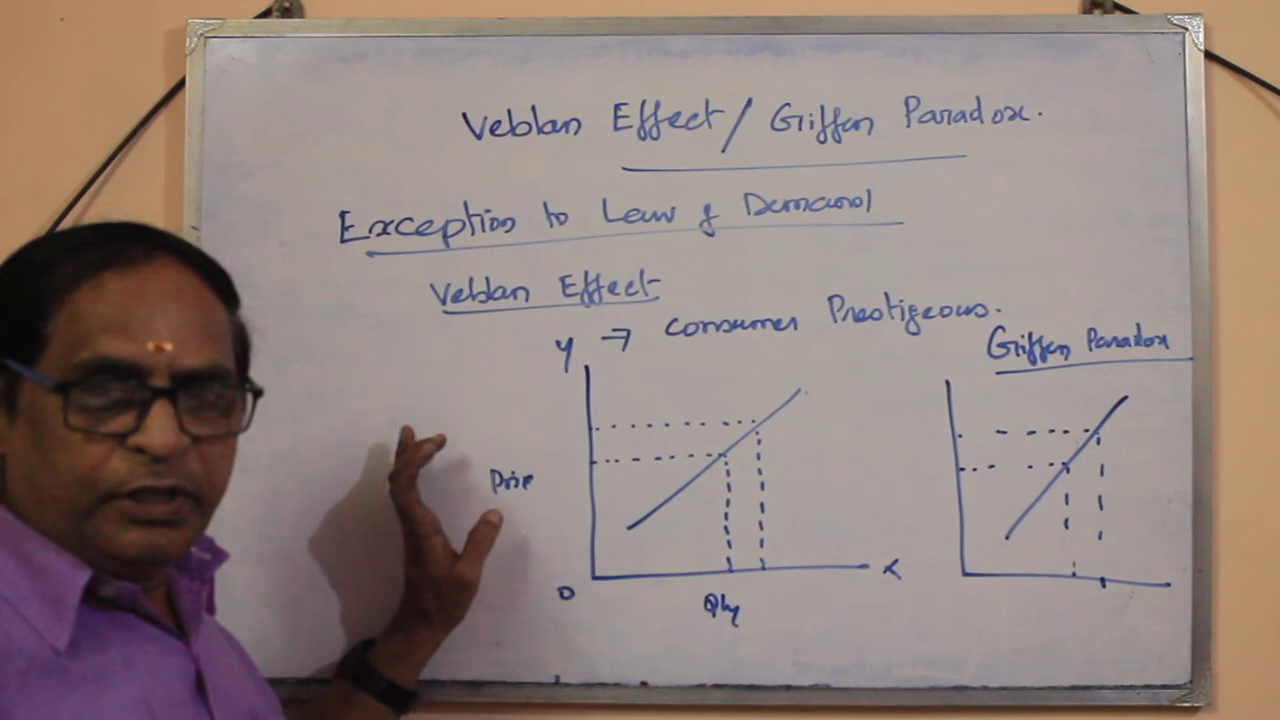 Veblan Effect / Giffen Paradox.
Exception to Law of Demand
Veblan Effect
Y → consumer Prestigeous.
Giffen Paradox
Price
X
O
Qty